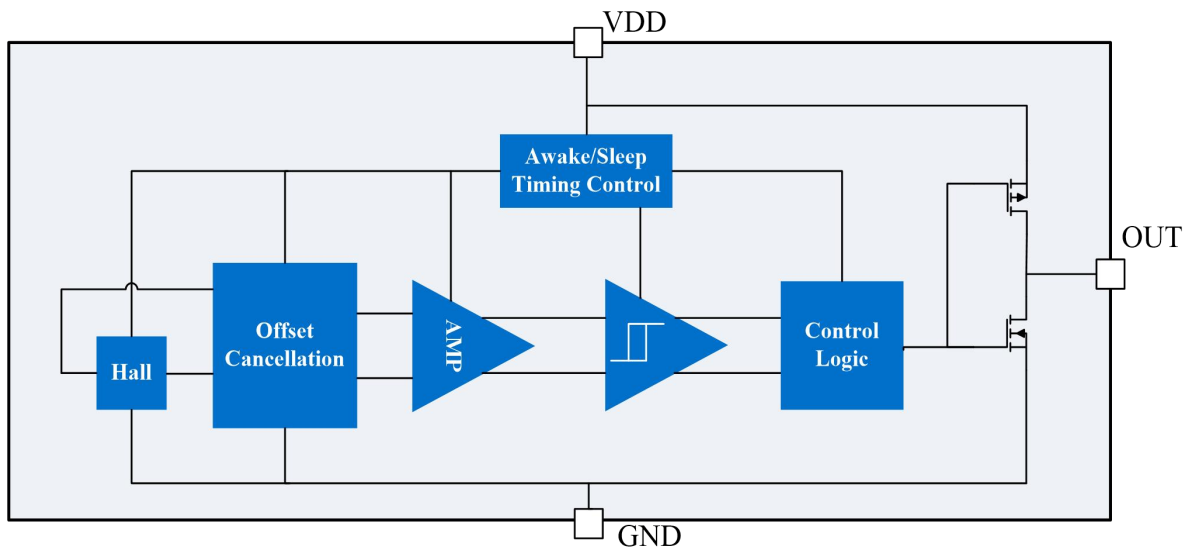 VDD
Awake/Sleep
Timing Control
OUT
Offset
Cancellation
AMP
Control
Logic
Hall
GND